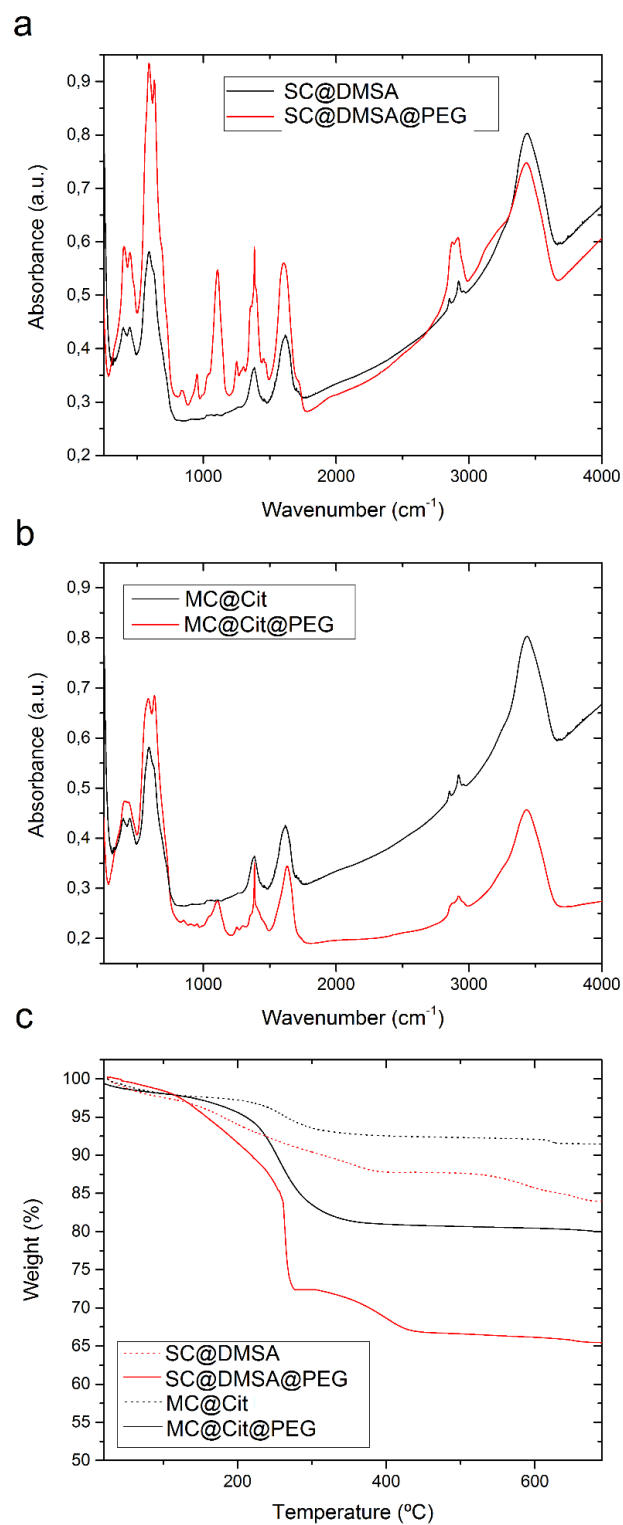 a
0,9
0,8
0,7
0,6
0,5
0,4
0,3
0,2
Absorbance (a.u.)
SC@DMSA
SC@DMSA@PEG
1000 2000 3000 4000
Wavenumber (cm⁻¹)
b
0,9
0,8
0,7
0,6
0,5
0,4
0,3
0,2
Absorbance (a.u.)
MC@Cit
MC@Cit@PEG
1000 2000 3000 4000
Wavenumber (cm⁻¹)
c
100
95
90
85
80
75
70
65
60
55
50
Weight (%)
SC@DMSA
SC@DMSA@PEG
MC@Cit
MC@Cit@PEG
200 400 600
Temperature (ºC)